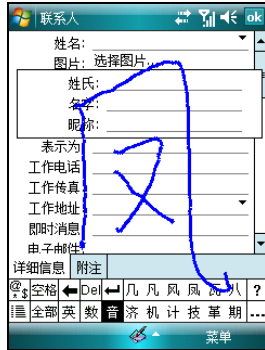 联系人 ok
姓名:
图片: 选择图片...
姓氏:
名字:
昵称:
表示为
工作电话
工作传真
工作地址
即时消息
电子邮件:
风
详细信息 附注
@$ 空格 Del 几 凡 风 凤 八 ?
全部 英 数 音 济 机 计 技 革 期 ...
菜单